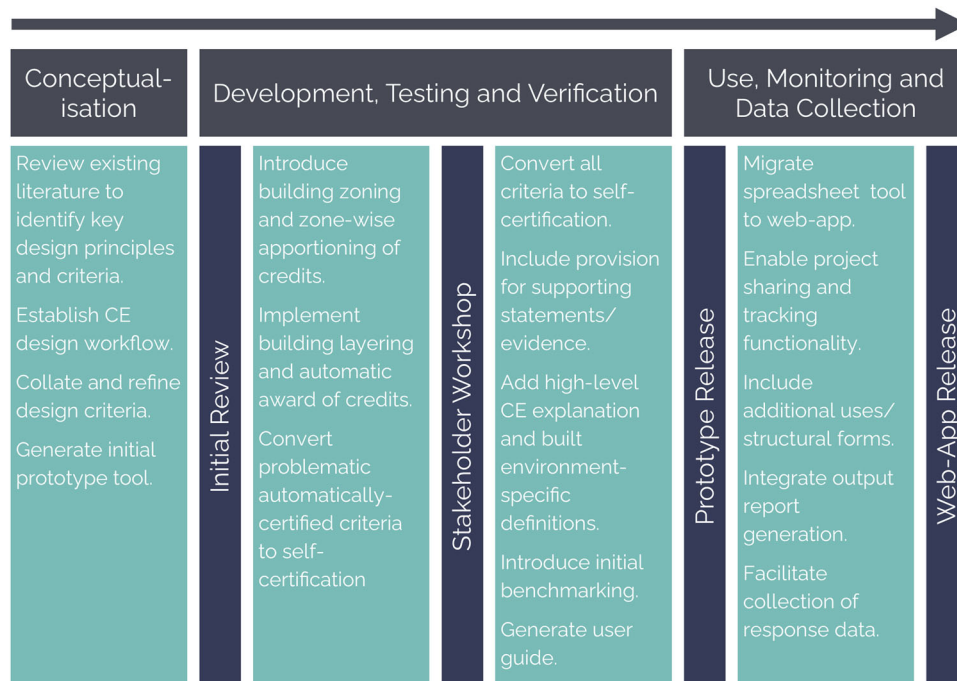 Conceptual-
isation
Development, Testing and Verification
Use, Monitoring and
Data Collection
Review existing
literature to
identify key
design principles
and criteria.
Establish CE
design workflow.
Collate and refine
design criteria.
Generate initial
prototype tool.
Initial Review
Introduce
building zoning
and zone-wise
apportioning of
credits.
Implement
building layering
and automatic
award of credits.
Convert
problematic
automatically-
certified criteria
to self-
certification
Stakeholder Workshop
Convert all
criteria to self-
certification.
Include provision
for supporting
statements/
evidence.
Add high-level
CE explanation
and built
environment-
specific
definitions.
Introduce initial
benchmarking.
Generate user
guide.
Prototype Release
Migrate
spreadsheet tool
to web-app.
Enable project
sharing and
tracking
functionality.
Include
additional uses/
structural forms.
Integrate output
report
generation.
Facilitate
collection of
response data.
Web-App Release